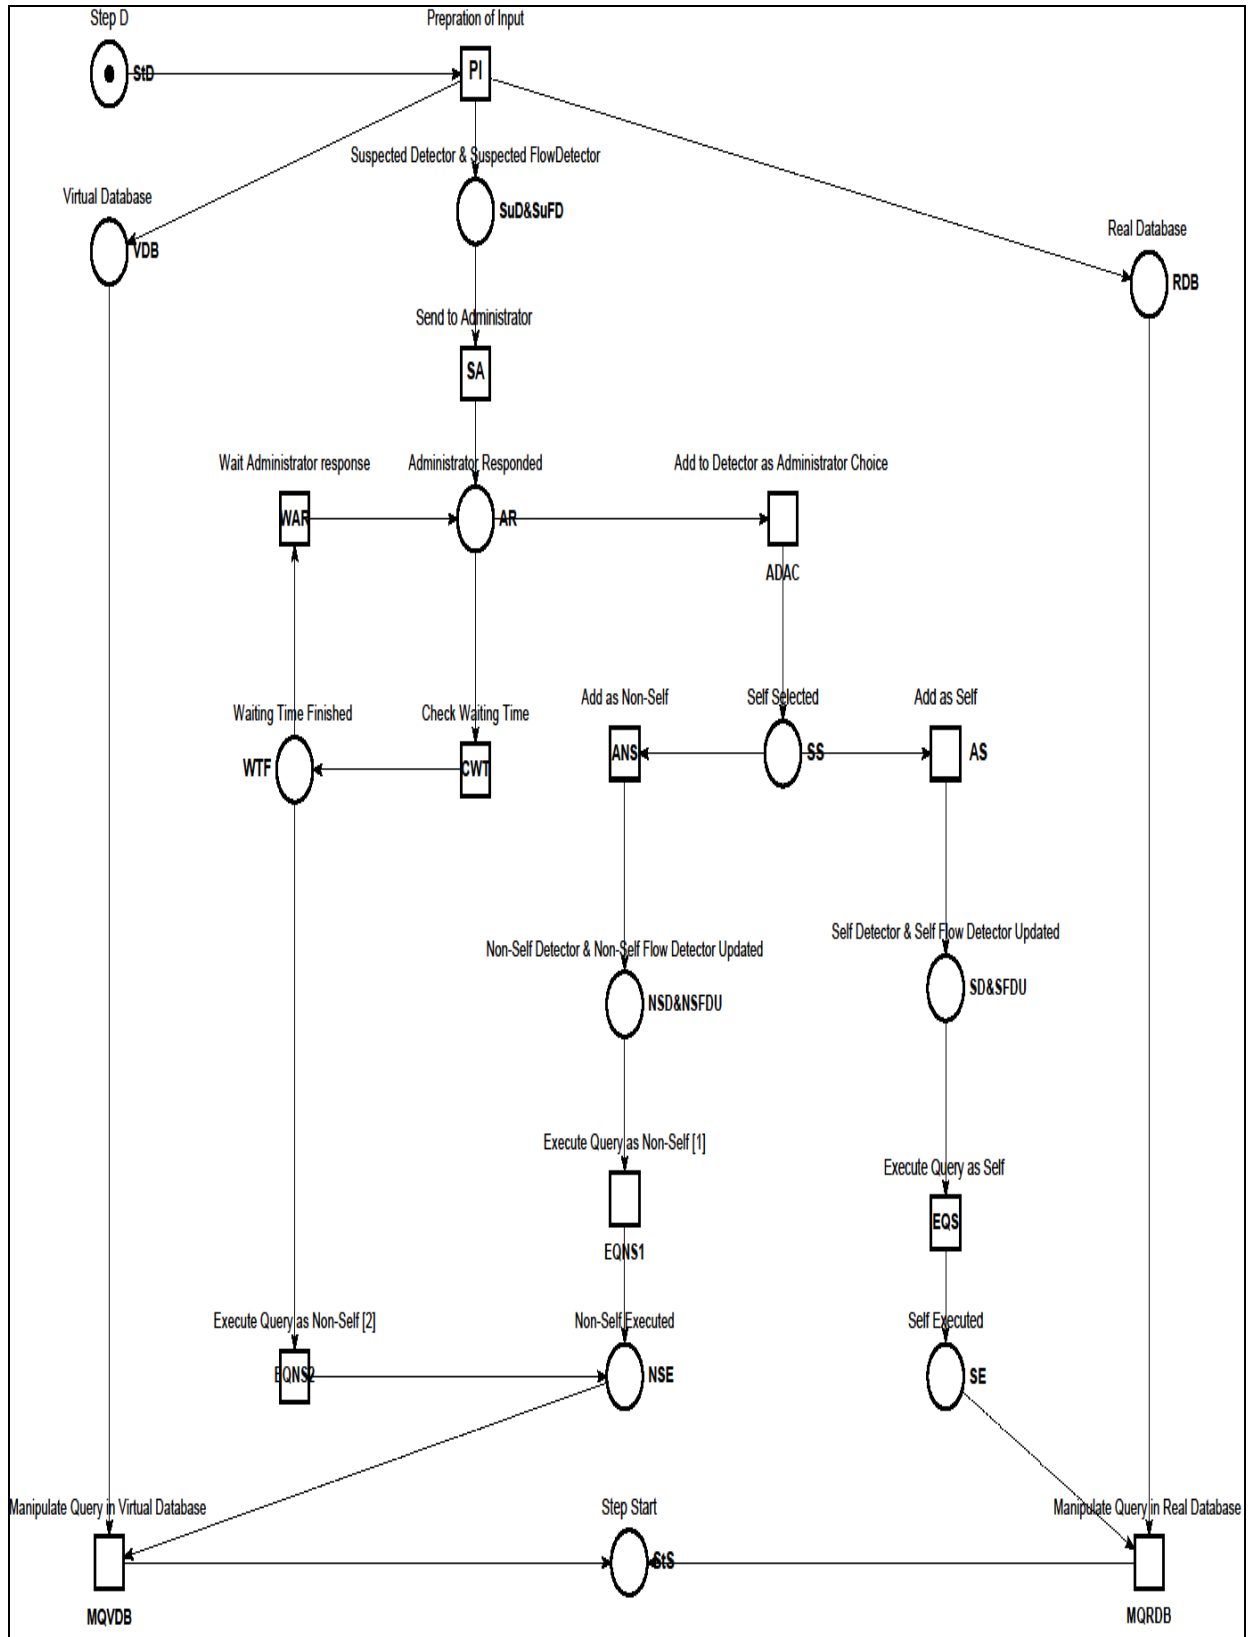 Step D
Prepration of Input
StD
PI
Suspected Detector & Suspected FlowDetector
SuD&SuFD
Virtual Database
VDB
Real Database
RDB
Send to Administrator
SA
Wait Administrator response
Administrator Responded
Add to Detector as Administrator Choice
WAR
AR
ADAC
Add as Non-Self
Self Selected
Add as Self
Waiting Time Finished
Check Waiting Time
ANS
SS
AS
WTF
CWT
Self Detector & Self Flow Detector Updated
Non-Self Detector & Non-Self Flow Detector Updated
SD&SFDU
NSD&NSFDU
Execute Query as Non-Self [1]
Execute Query as Self
EQS
EQNS1
Execute Query as Non-Self [2]
Non-Self Executed
Self Executed
EQNS2
NSE
SE
Manipulate Query in Virtual Database
Step Start
Manipulate Query in Real Database
StS
MQVDB
MQRDB